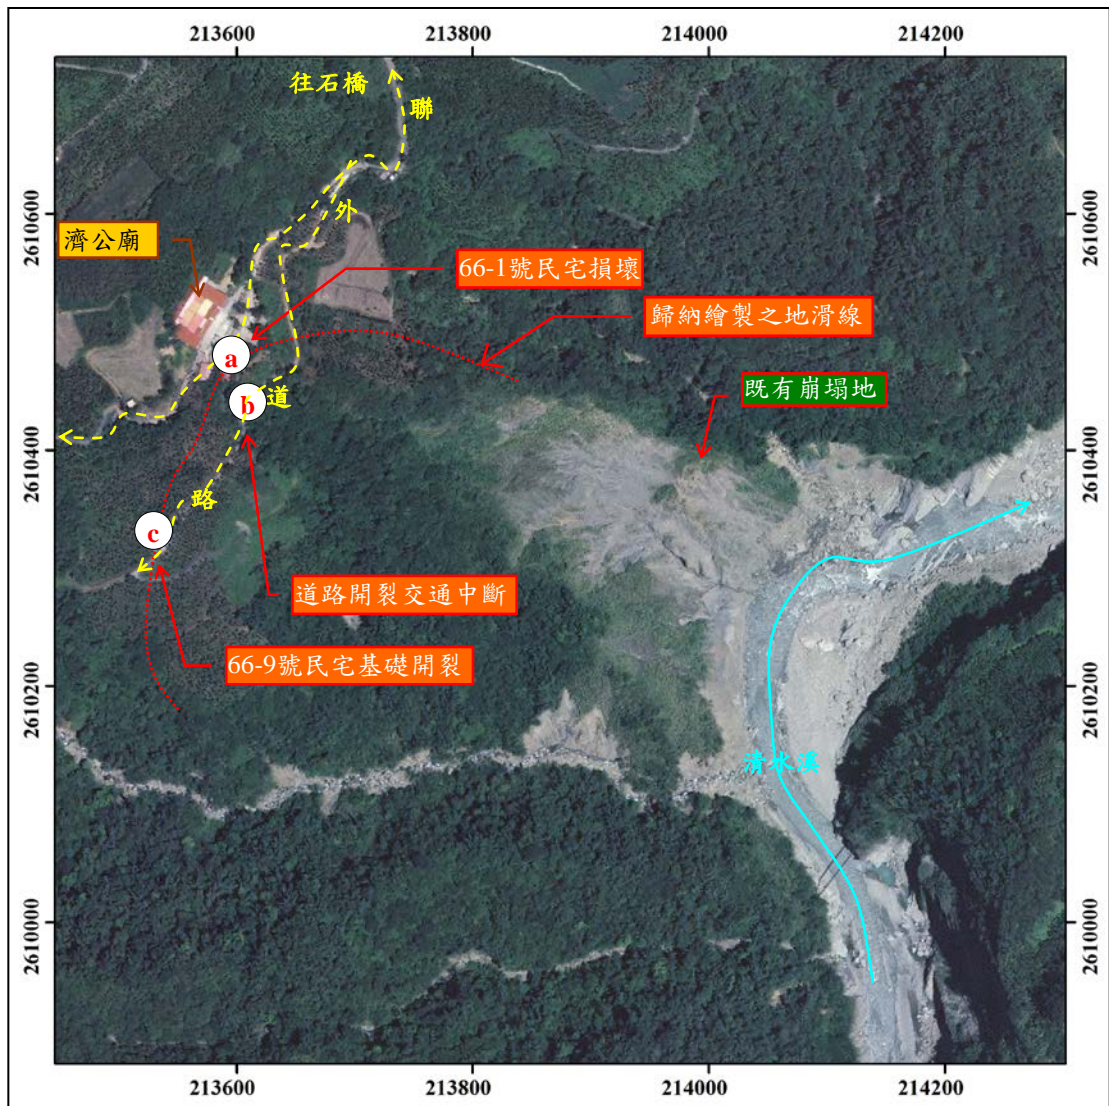 213600
213800
214000
214200
往石橋
聯
外
2610600
2610600
濟公廟
66-1號民宅損壞
歸納繪製之地滑線
a
既有崩塌地
b
道
2610400
2610400
路
c
道路開裂交通中斷
66-9號民宅基礎開裂
2610200
2610200
清水溪
2610000
2610000
213600
213800
214000
214200